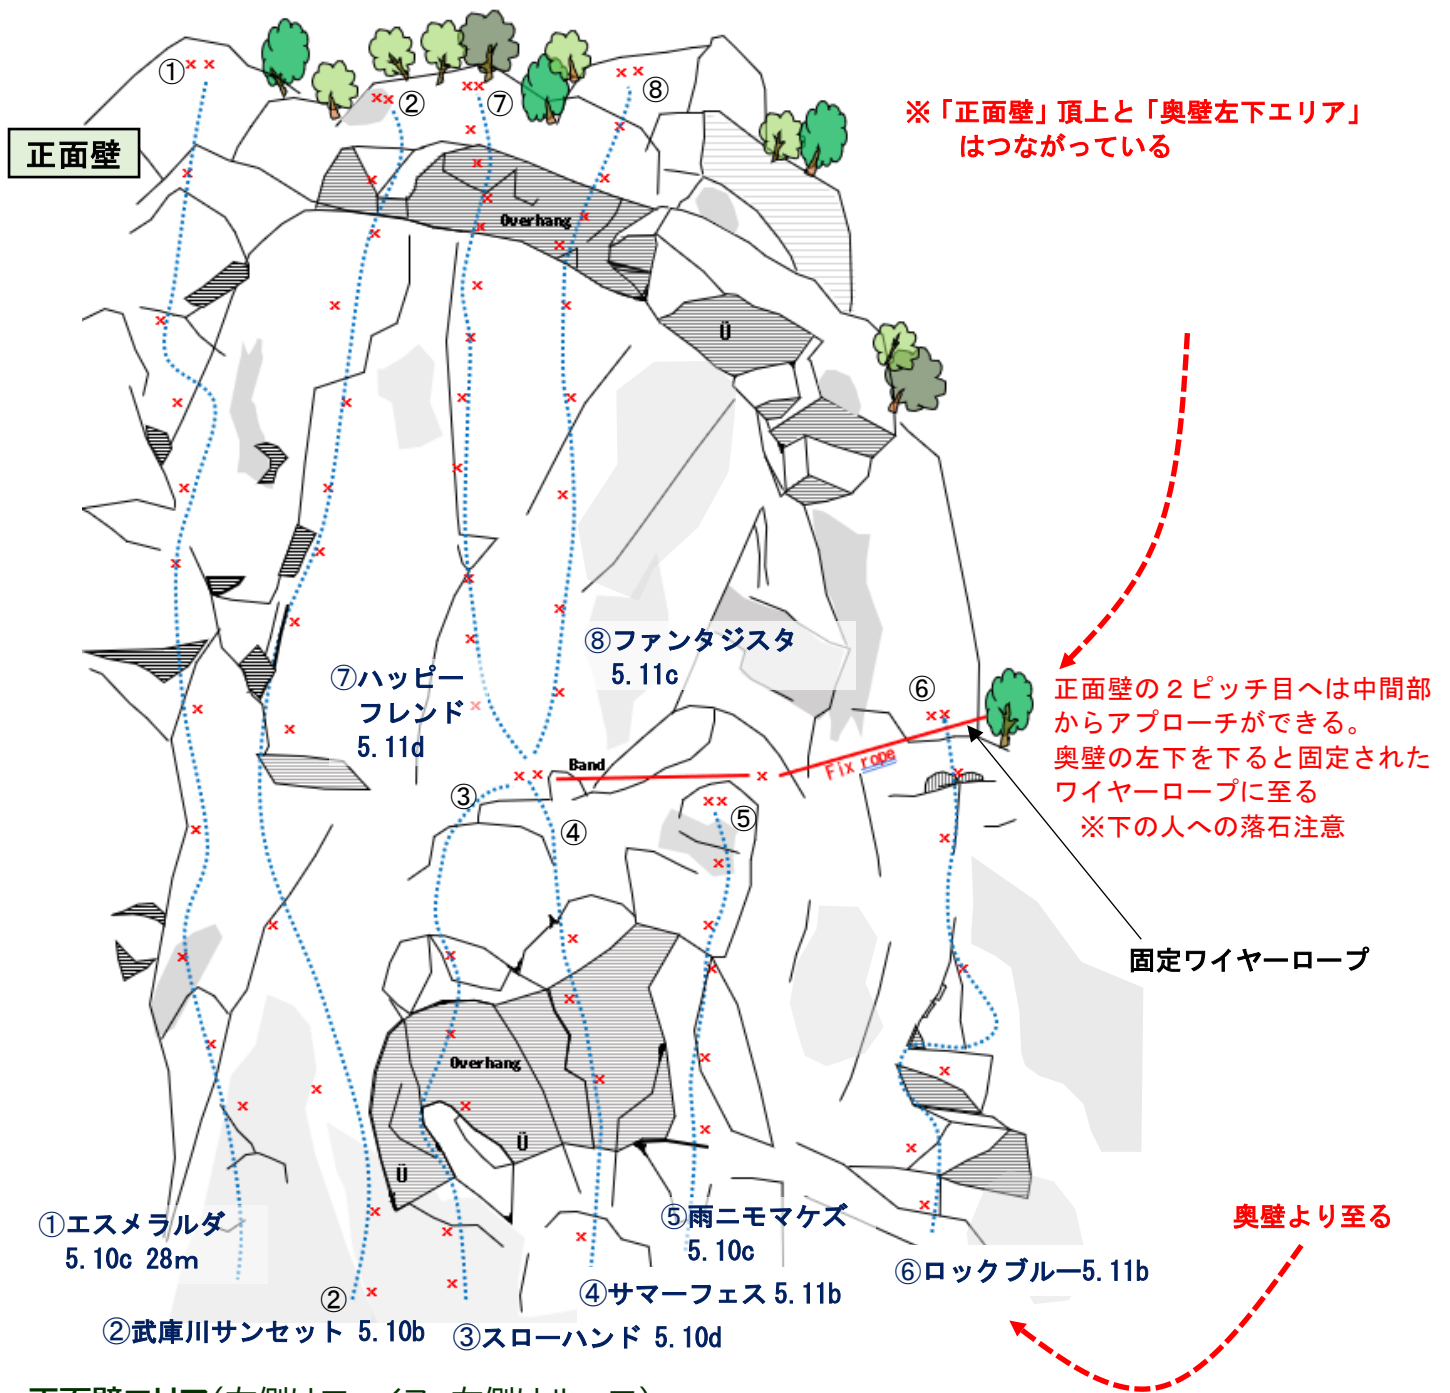 正面壁
①
②
⑦
⑧
※「正面壁」頂上と「奥壁左下エリア」
はつながっている
Overhang
Ü
⑧ファンタジスタ
5.11c
⑦ハッピー
フレンド
5.11d
⑥
正面壁の２ピッチ目へは中間部
からアプローチができる。
奥壁の左下を下ると固定された
ワイヤーロープに至る
※下の人への落石注意
Band
Fix rope
③
④
⑤
固定ワイヤーロープ
Overhang
Ü
Ü
①エスメラルダ
5.10c 28m
⑤雨ニモマケズ
5.10c
奥壁より至る
⑥ロックブルー5.11b
②
④サマーフェス 5.11b
②武庫川サンセット 5.10b
③スローハンド 5.10d